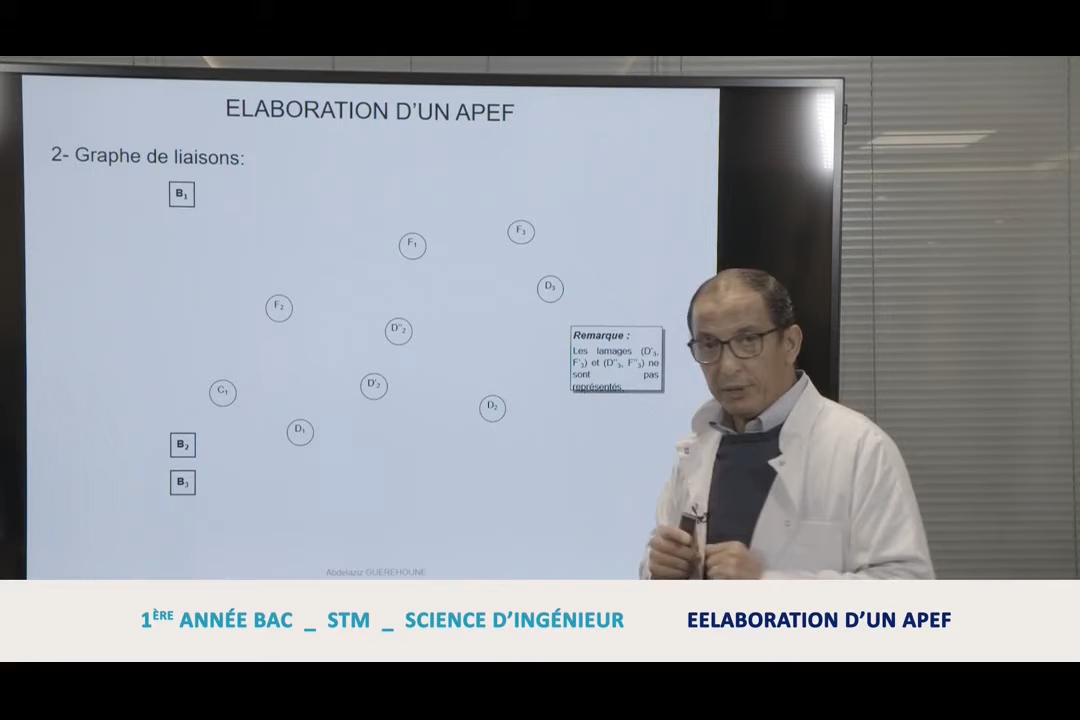 ELABORATION D'UN APEF
2- Graphe de liaisons:
B₁
F₁
F₃
D₃
F₂
D"₂
Remarque :
Les lamages (D'₃,
F'₃) et (D"₃, F"₃) ne
sont pas
représentés.
C₁
D'₂
D₂
D₁
B₂
B₃
Abdelaziz GUEREHOUNE
1ÈRE ANNÉE BAC _ STM _ SCIENCE D'INGÉNIEUR
EELABORATION D'UN APEF